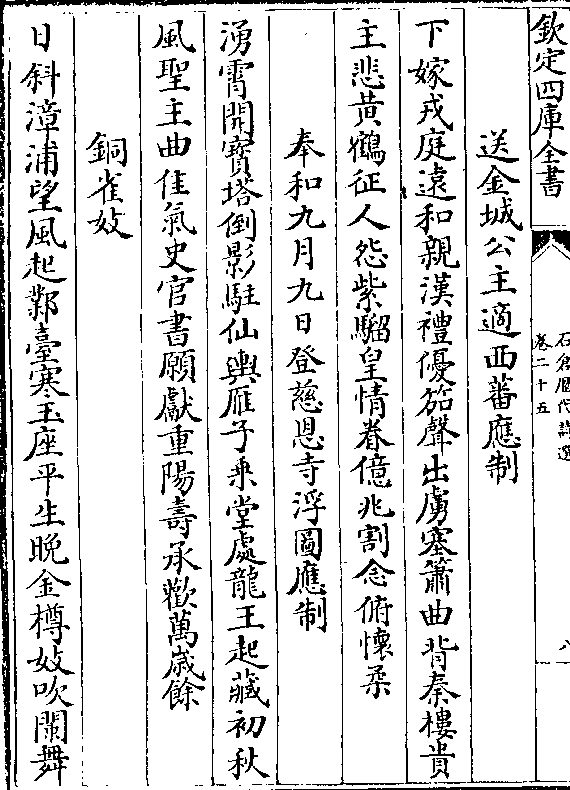 欽定四庫全書
石倉歷代詩選
卷二十五
八
送金城公主適西蕃應制
下嫁戎庭遠和親漢禮優笳聲出虜塞簫曲背秦樓貴
主悲黃鶴征人怨紫騮皇情眷億兆割念俯懷柔
奉和九月九日登慈恩寺浮圖應制
湧霄開寶塔倒影駐仙輿雁子乘堂處龍王起藏初秋
風聖主曲佳氣史官書願獻重陽壽承歡萬歲餘
銅雀妓
日斜漳浦望風起鄴臺寒玉座平生晚金樽妓吹闌舞